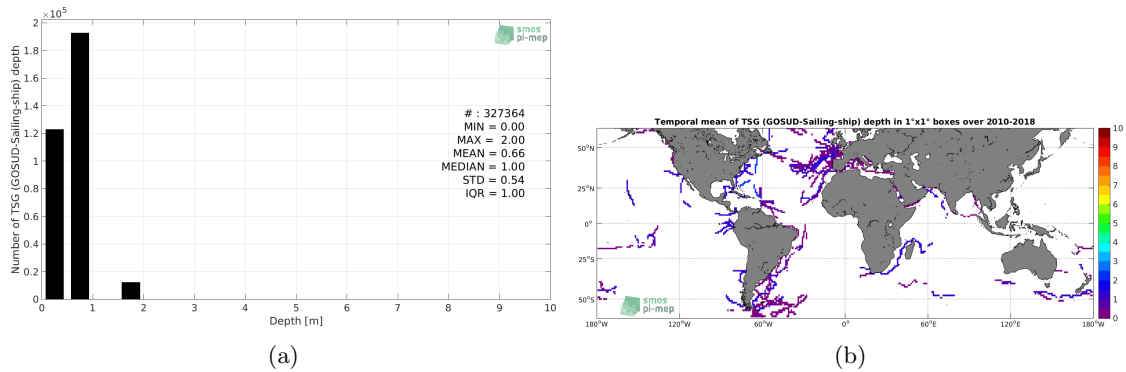 ×10⁵
2
1.8
1.6
1.4
1.2
1
0.8
0.6
0.4
0.2
0
Number of TSG (GOSUD-Sailing-ship) depth
smos
pi-mep
# : 327364
MIN = 0.00
MAX = 2.00
MEAN = 0.66
MEDIAN = 1.00
STD = 0.54
IQR = 1.00
0 1 2 3 4 5 6 7 8 9 10
Depth [m]
(a)
Temporal mean of TSG (GOSUD-Sailing-ship) depth in 1°x1° boxes over 2010-2018
50°N
25°N
0°
25°S
50°S
smos
pi-mep
180°W 120°W 60°W 0° 60°E 120°E 180°W
10
9
8
7
6
5
4
3
2
1
0
(b)